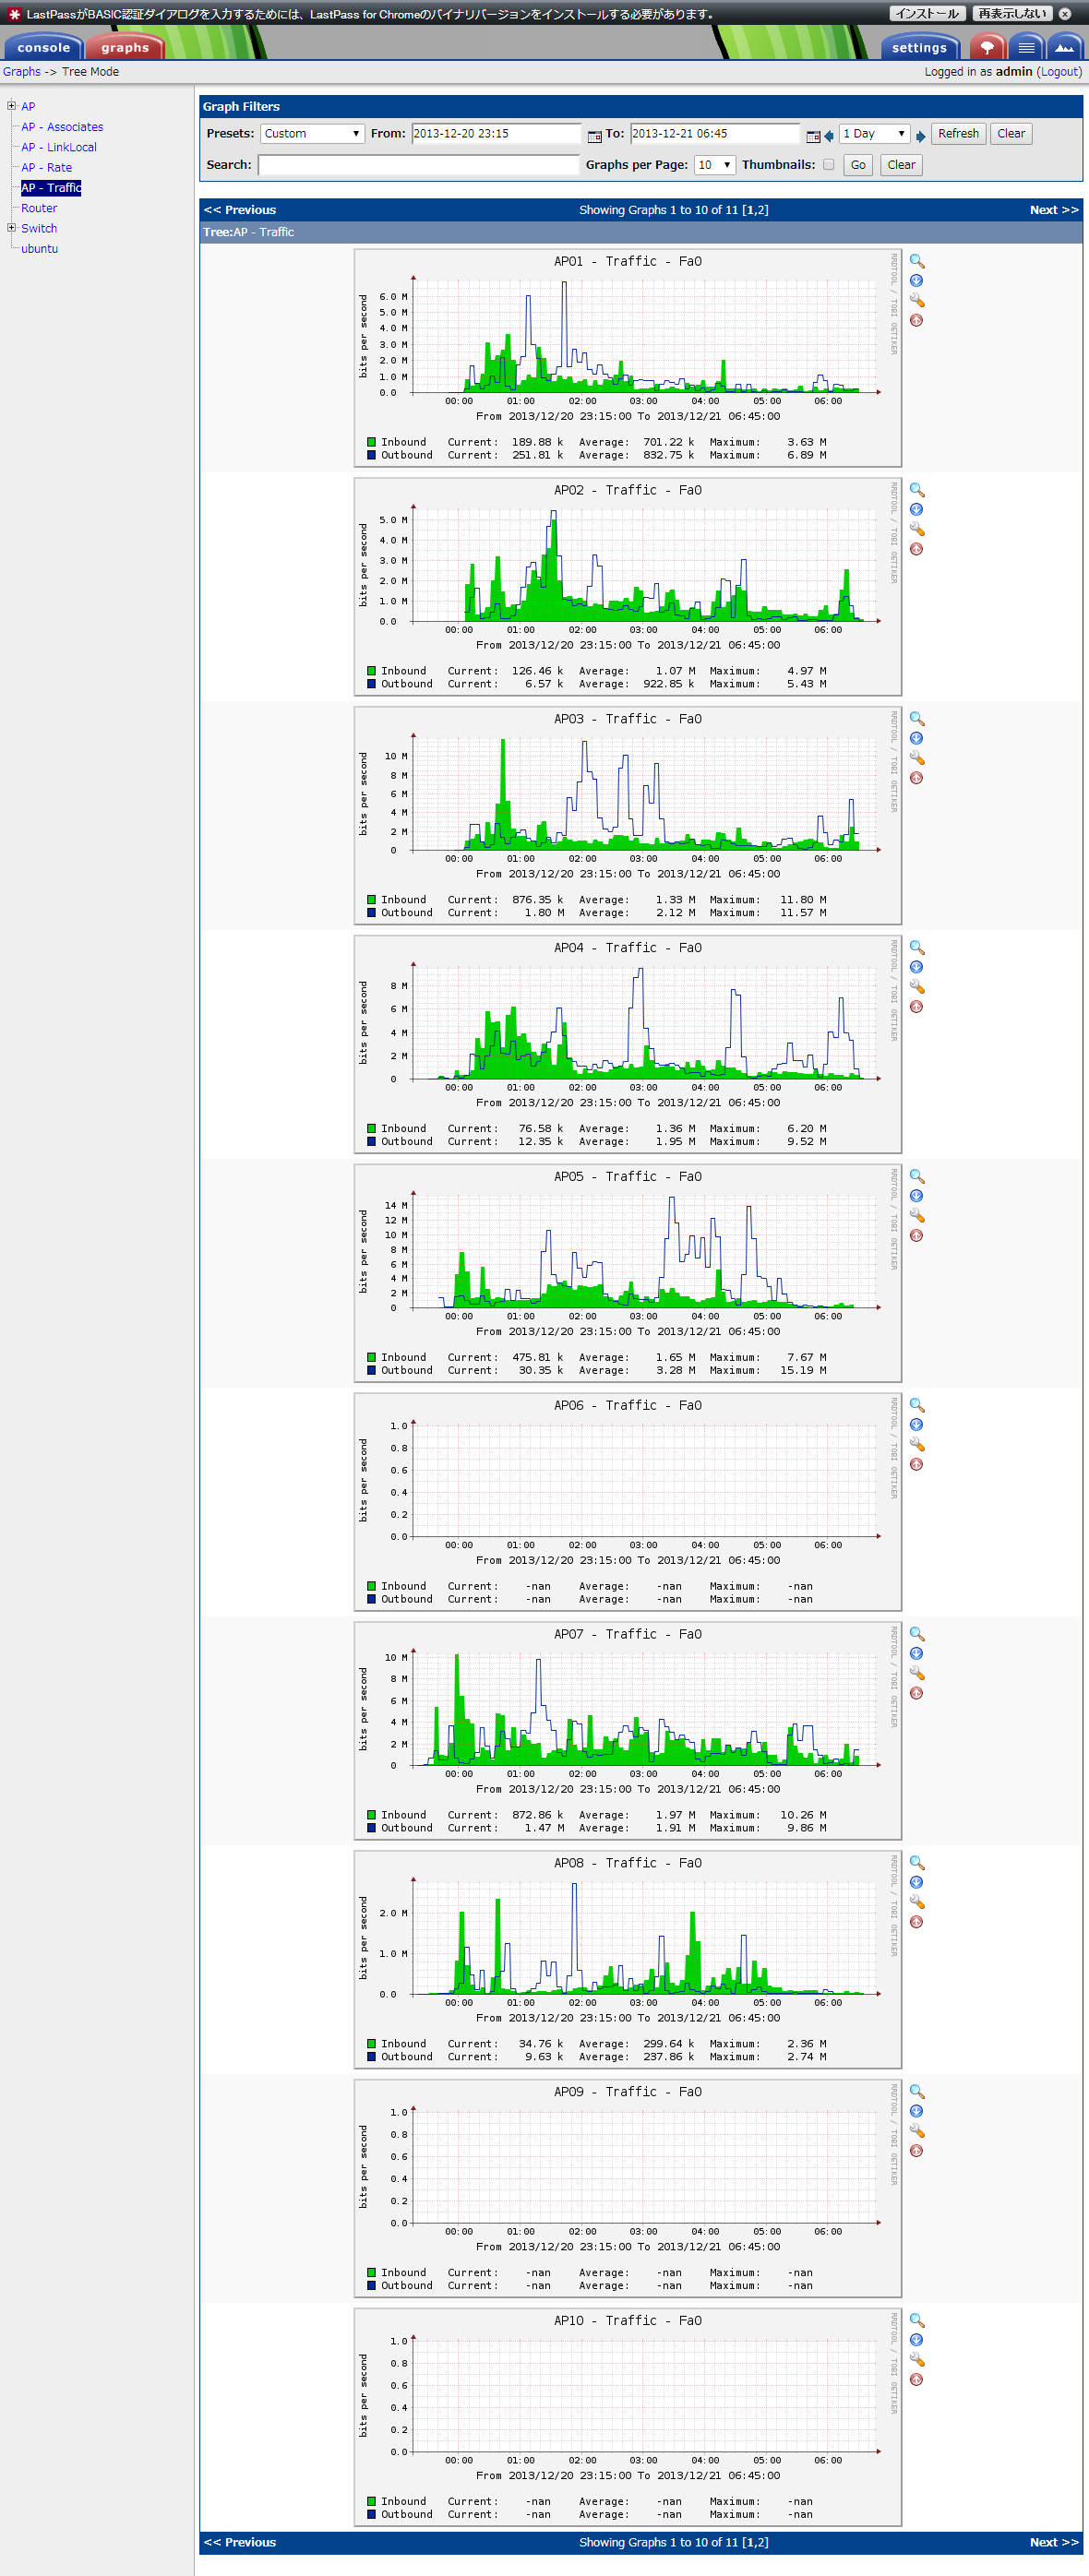 LastPassがBASIC認証ダイアログを入力するためには、LastPass for Chromeのバイナリバージョンをインストールする必要があります。 インストール 再表示しない
console graphs settings
Graphs -> Tree Mode Logged in as admin (Logout)
AP
AP - Associates
AP - LinkLocal
AP - Rate
AP - Traffic
Router
Switch
ubuntu
Graph Filters
Presets: Custom From: 2013-12-20 23:15 To: 2013-12-21 06:45 1 Day Refresh Clear
Search: Graphs per Page: 10 Thumbnails: Go Clear
<< Previous Showing Graphs 1 to 10 of 11 [1,2] Next >>
Tree:AP - Traffic
AP01 - Traffic - Fa0
RRDTOOL / TOBI OETIKER
bits per second
6.0 M
5.0 M
4.0 M
3.0 M
2.0 M
1.0 M
0.0
00:00 01:00 02:00 03:00 04:00 05:00 06:00
From 2013/12/20 23:15:00 To 2013/12/21 06:45:00
Inbound Current: 189.88 k Average: 701.22 k Maximum: 3.63 M
Outbound Current: 251.81 k Average: 832.75 k Maximum: 6.89 M
AP02 - Traffic - Fa0
RRDTOOL / TOBI OETIKER
bits per second
5.0 M
4.0 M
3.0 M
2.0 M
1.0 M
0.0
00:00 01:00 02:00 03:00 04:00 05:00 06:00
From 2013/12/20 23:15:00 To 2013/12/21 06:45:00
Inbound Current: 126.46 k Average: 1.07 M Maximum: 4.97 M
Outbound Current: 6.57 k Average: 922.85 k Maximum: 5.43 M
AP03 - Traffic - Fa0
RRDTOOL / TOBI OETIKER
bits per second
10 M
8 M
6 M
4 M
2 M
0
00:00 01:00 02:00 03:00 04:00 05:00 06:00
From 2013/12/20 23:15:00 To 2013/12/21 06:45:00
Inbound Current: 876.35 k Average: 1.33 M Maximum: 11.80 M
Outbound Current: 1.80 M Average: 2.12 M Maximum: 11.57 M
AP04 - Traffic - Fa0
RRDTOOL / TOBI OETIKER
bits per second
8 M
6 M
4 M
2 M
0
00:00 01:00 02:00 03:00 04:00 05:00 06:00
From 2013/12/20 23:15:00 To 2013/12/21 06:45:00
Inbound Current: 76.58 k Average: 1.36 M Maximum: 6.20 M
Outbound Current: 12.35 k Average: 1.95 M Maximum: 9.52 M
AP05 - Traffic - Fa0
RRDTOOL / TOBI OETIKER
bits per second
14 M
12 M
10 M
8 M
6 M
4 M
2 M
0
00:00 01:00 02:00 03:00 04:00 05:00 06:00
From 2013/12/20 23:15:00 To 2013/12/21 06:45:00
Inbound Current: 475.81 k Average: 1.65 M Maximum: 7.67 M
Outbound Current: 30.35 k Average: 3.28 M Maximum: 15.19 M
AP06 - Traffic - Fa0
RRDTOOL / TOBI OETIKER
bits per second
1.0
0.8
0.6
0.4
0.2
0.0
00:00 01:00 02:00 03:00 04:00 05:00 06:00
From 2013/12/20 23:15:00 To 2013/12/21 06:45:00
Inbound Current: -nan Average: -nan Maximum: -nan
Outbound Current: -nan Average: -nan Maximum: -nan
AP07 - Traffic - Fa0
RRDTOOL / TOBI OETIKER
bits per second
10 M
8 M
6 M
4 M
2 M
0
00:00 01:00 02:00 03:00 04:00 05:00 06:00
From 2013/12/20 23:15:00 To 2013/12/21 06:45:00
Inbound Current: 872.86 k Average: 1.97 M Maximum: 10.26 M
Outbound Current: 1.47 M Average: 1.91 M Maximum: 9.86 M
AP08 - Traffic - Fa0
RRDTOOL / TOBI OETIKER
bits per second
2.0 M
1.0 M
0.0
00:00 01:00 02:00 03:00 04:00 05:00 06:00
From 2013/12/20 23:15:00 To 2013/12/21 06:45:00
Inbound Current: 34.76 k Average: 299.64 k Maximum: 2.36 M
Outbound Current: 9.63 k Average: 237.86 k Maximum: 2.74 M
AP09 - Traffic - Fa0
RRDTOOL / TOBI OETIKER
bits per second
1.0
0.8
0.6
0.4
0.2
0.0
00:00 01:00 02:00 03:00 04:00 05:00 06:00
From 2013/12/20 23:15:00 To 2013/12/21 06:45:00
Inbound Current: -nan Average: -nan Maximum: -nan
Outbound Current: -nan Average: -nan Maximum: -nan
AP10 - Traffic - Fa0
RRDTOOL / TOBI OETIKER
bits per second
1.0
0.8
0.6
0.4
0.2
0.0
00:00 01:00 02:00 03:00 04:00 05:00 06:00
From 2013/12/20 23:15:00 To 2013/12/21 06:45:00
Inbound Current: -nan Average: -nan Maximum: -nan
Outbound Current: -nan Average: -nan Maximum: -nan
<< Previous Showing Graphs 1 to 10 of 11 [1,2] Next >>